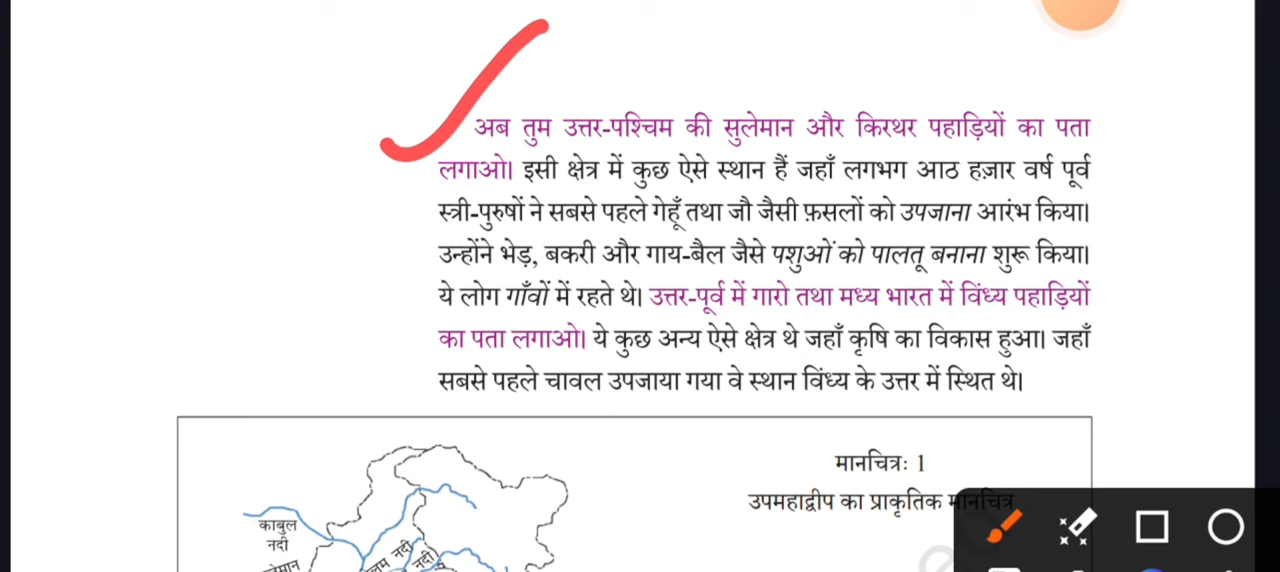 अब तुम उत्तर-पश्चिम की सुलेमान और किरथर पहाड़ियों का पता
लगाओ। इसी क्षेत्र में कुछ ऐसे स्थान हैं जहाँ लगभग आठ हज़ार वर्ष पूर्व
स्त्री-पुरुषों ने सबसे पहले गेहूँ तथा जौ जैसी फ़सलों को उपजाना आरंभ किया।
उन्होंने भेड़, बकरी और गाय-बैल जैसे पशुओं को पालतू बनाना शुरू किया।
ये लोग गाँवों में रहते थे। उत्तर-पूर्व में गारो तथा मध्य भारत में विंध्य पहाड़ियों
का पता लगाओ। ये कुछ अन्य ऐसे क्षेत्र थे जहाँ कृषि का विकास हुआ। जहाँ
सबसे पहले चावल उपजाया गया वे स्थान विंध्य के उत्तर में स्थित थे।
मानचित्रः 1
उपमहाद्वीप का प्राकृतिक मानचित्र
काबुल
नदी
नदी
नदी